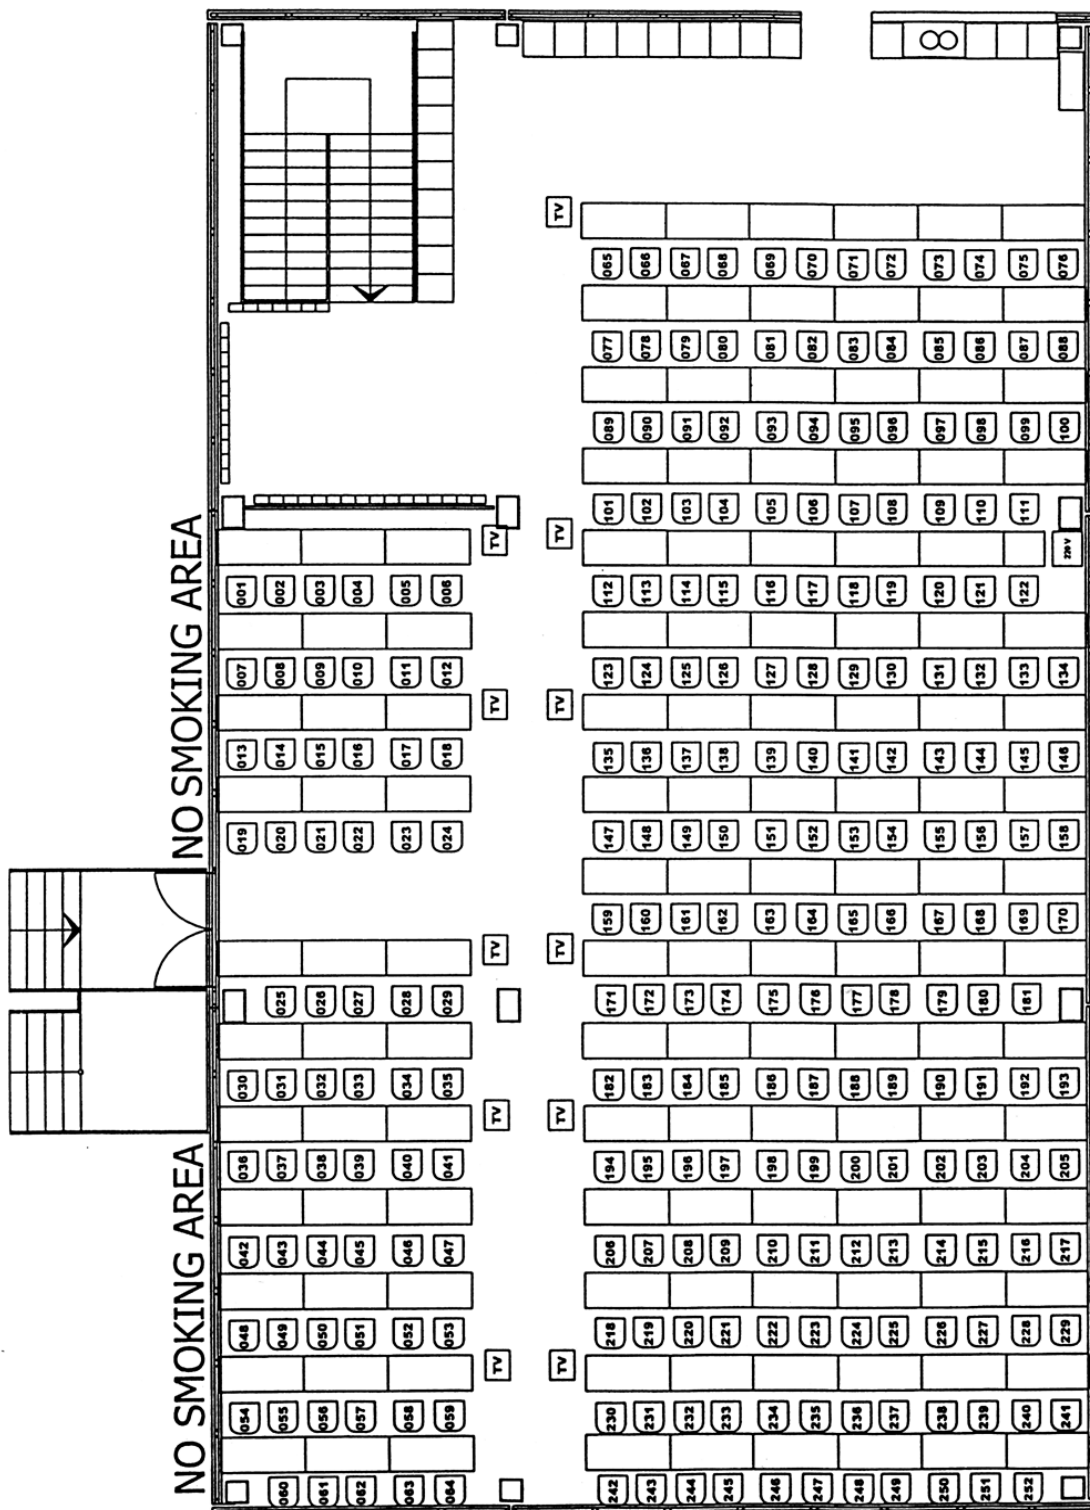 NO SMOKING AREA
NO SMOKING AREA
TV
065 066 067 068 069 070 071 072 073 074 075 076
077 078 079 080 081 082 083 084 085 086 087 088
089 090 091 092 093 094 095 096 097 098 099 100
101 102 103 104 105 106 107 108 109 110 111
TV TV 220 V
001 002 003 004 005 006 112 113 114 115 116 117 118 119 120 121 122
007 008 009 010 011 012 123 124 125 126 127 128 129 130 131 132 133 134
TV TV
013 014 015 016 017 018 135 136 137 138 139 140 141 142 143 144 145 146
019 020 021 022 023 024 147 148 149 150 151 152 153 154 155 156 157 158
159 160 161 162 163 164 165 166 167 168 169 170
TV TV
025 026 027 028 029 171 172 173 174 175 176 177 178 179 180 181
030 031 032 033 034 035 182 183 184 185 186 187 188 189 190 191 192 193
TV TV
036 037 038 039 040 041 194 195 196 197 198 199 200 201 202 203 204 205
042 043 044 045 046 047 206 207 208 209 210 211 212 213 214 215 216 217
048 049 050 051 052 053 218 219 220 221 222 223 224 225 226 227 228 229
TV TV
054 055 056 057 058 059 230 231 232 233 234 235 236 237 238 239 240 241
060 061 062 063 064 242 243 244 245 246 247 248 249 250 251 252